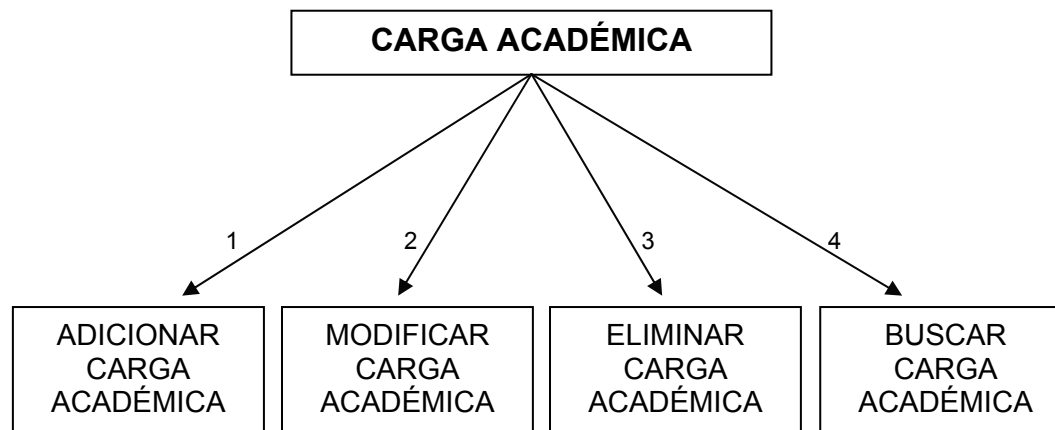 CARGA ACADÉMICA
1
2
3
4
ADICIONAR
CARGA
ACADÉMICA
MODIFICAR
CARGA
ACADÉMICA
ELIMINAR
CARGA
ACADÉMICA
BUSCAR
CARGA
ACADÉMICA